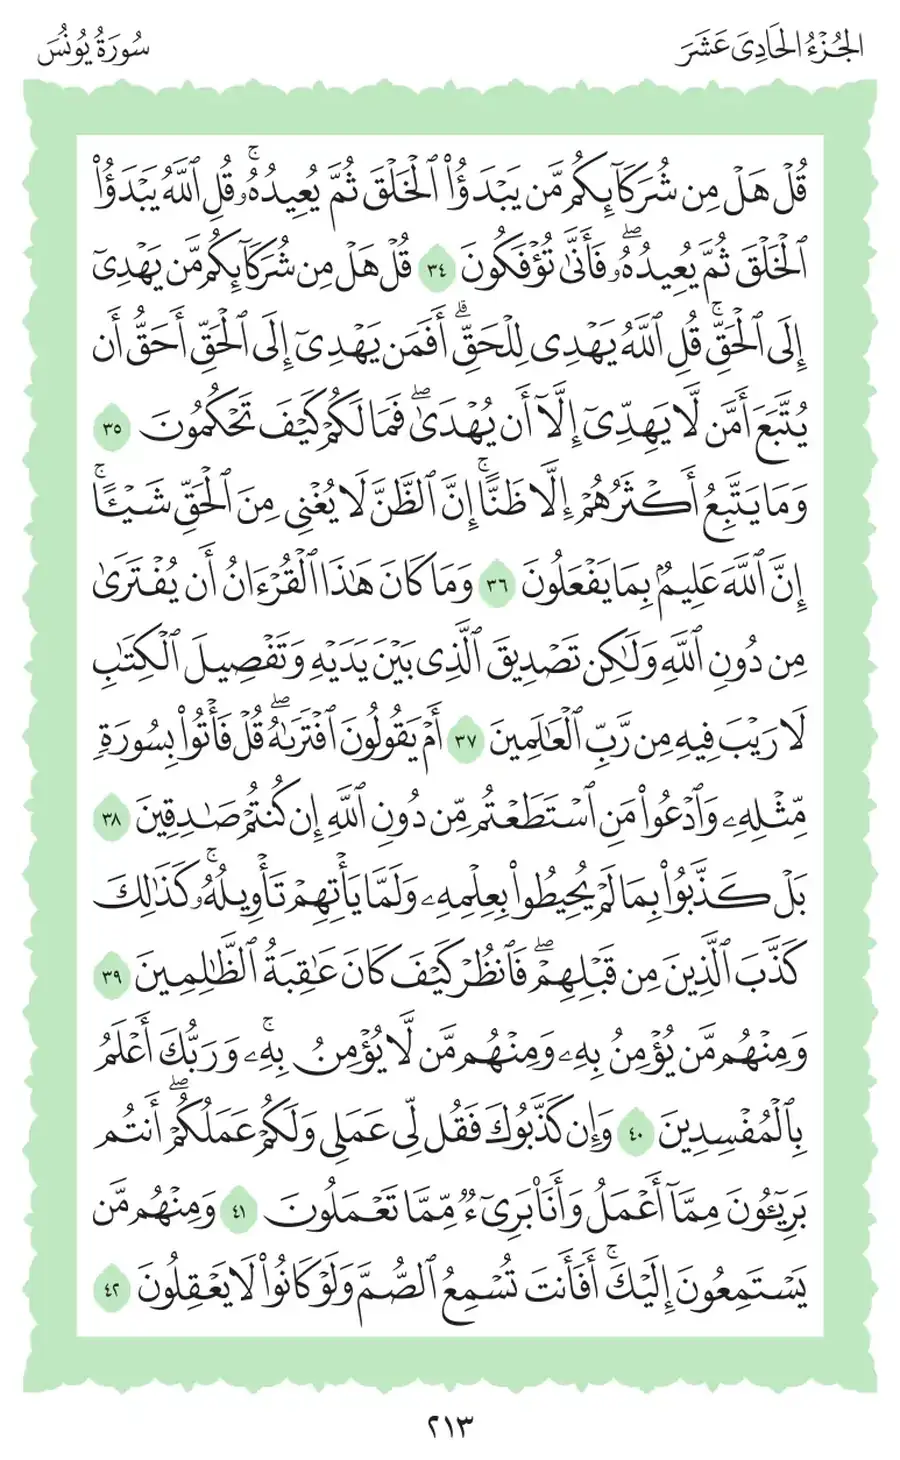 الجُزْءُ الحَادِىَ عَشَرَ
سُورَةُ يُونُسَ
قُلْ هَلْ مِن شُرَكَآئِكُم مَّن يَبْدَؤُا۟ ٱلْخَلْقَ ثُمَّ يُعِيدُهُۥ ۚ قُلِ ٱللَّهُ يَبْدَؤُا۟
ٱلْخَلْقَ ثُمَّ يُعِيدُهُۥ ۖ فَأَنَّىٰ تُؤْفَكُونَ ٣٤ قُلْ هَلْ مِن شُرَكَآئِكُم مَّن يَهْدِىٓ
إِلَى ٱلْحَقِّ ۚ قُلِ ٱللَّهُ يَهْدِى لِلْحَقِّ ۗ أَفَمَن يَهْدِىٓ إِلَى ٱلْحَقِّ أَحَقُّ أَن
يُتَّبَعَ أَمَّن لَّا يَهِدِّىٓ إِلَّآ أَن يُهْدَىٰ ۖ فَمَا لَكُمْ كَيْفَ تَحْكُمُونَ ٣٥
وَمَا يَتَّبِعُ أَكْثَرُهُمْ إِلَّا ظَنًّا ۚ إِنَّ ٱلظَّنَّ لَا يُغْنِى مِنَ ٱلْحَقِّ شَيْـًٔا ۚ
إِنَّ ٱللَّهَ عَلِيمٌۢ بِمَا يَفْعَلُونَ ٣٦ وَمَا كَانَ هَـٰذَا ٱلْقُرْءَانُ أَن يُفْتَرَىٰ
مِن دُونِ ٱللَّهِ وَلَـٰكِن تَصْدِيقَ ٱلَّذِى بَيْنَ يَدَيْهِ وَتَفْصِيلَ ٱلْكِتَـٰبِ
لَا رَيْبَ فِيهِ مِن رَّبِّ ٱلْعَـٰلَمِينَ ٣٧ أَمْ يَقُولُونَ ٱفْتَرَىٰهُ ۖ قُلْ فَأْتُوا۟ بِسُورَةٍ
مِّثْلِهِۦ وَٱدْعُوا۟ مَنِ ٱسْتَطَعْتُم مِّن دُونِ ٱللَّهِ إِن كُنتُمْ صَـٰدِقِينَ ٣٨
بَلْ كَذَّبُوا۟ بِمَا لَمْ يُحِيطُوا۟ بِعِلْمِهِۦ وَلَمَّا يَأْتِهِمْ تَأْوِيلُهُۥ ۚ كَذَٰلِكَ
كَذَّبَ ٱلَّذِينَ مِن قَبْلِهِمْ ۖ فَٱنظُرْ كَيْفَ كَانَ عَـٰقِبَةُ ٱلظَّـٰلِمِينَ ٣٩
وَمِنْهُم مَّن يُؤْمِنُ بِهِۦ وَمِنْهُم مَّن لَّا يُؤْمِنُ بِهِۦ ۚ وَرَبُّكَ أَعْلَمُ
بِٱلْمُفْسِدِينَ ٤٠ وَإِن كَذَّبُوكَ فَقُل لِّى عَمَلِى وَلَكُمْ عَمَلُكُمْ ۖ أَنتُم
بَرِيٓـُٔونَ مِمَّآ أَعْمَلُ وَأَنَا۠ بَرِىٓءٌ مِّمَّا تَعْمَلُونَ ٤١ وَمِنْهُم مَّن
يَسْتَمِعُونَ إِلَيْكَ ۚ أَفَأَنتَ تُسْمِعُ ٱلصُّمَّ وَلَوْ كَانُوا۟ لَا يَعْقِلُونَ ٤٢
٢١٣